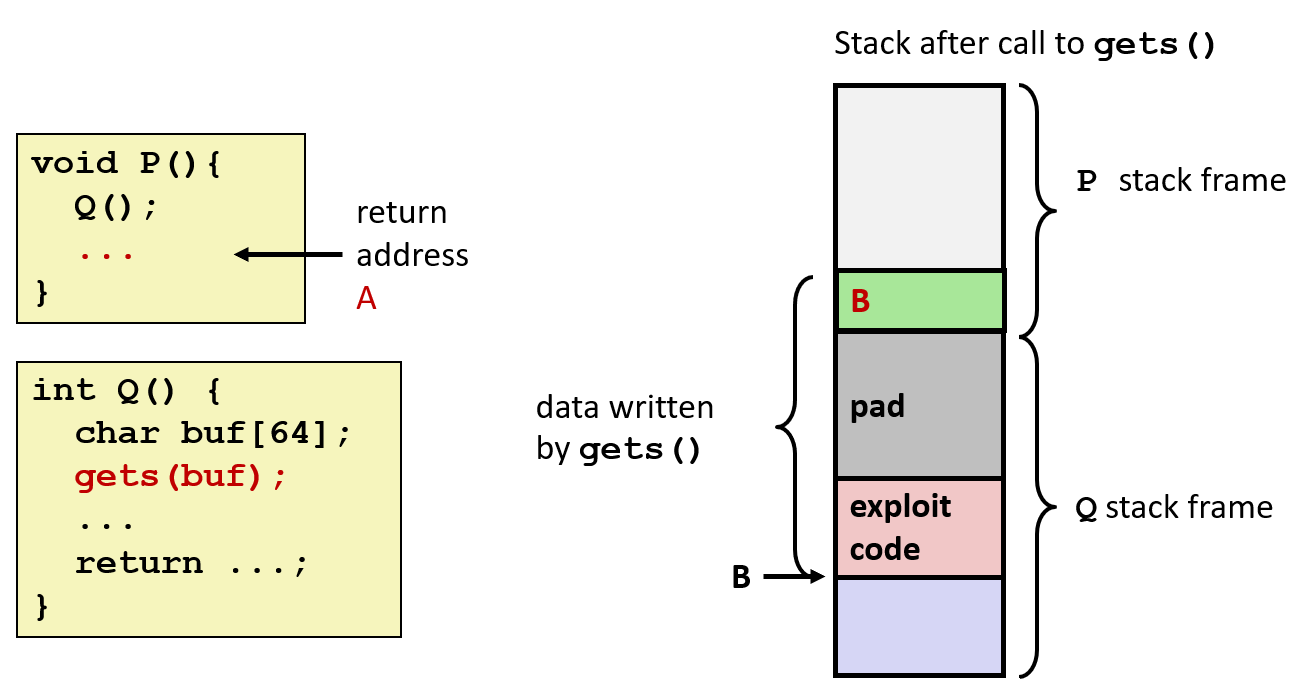 Stack after call to gets()
void P(){
Q();
...
}
return
address
A
int Q() {
char buf[64];
gets(buf);
...
return ...;
}
data written
by gets()
B
B
pad
exploit
code
P stack frame
Q stack frame